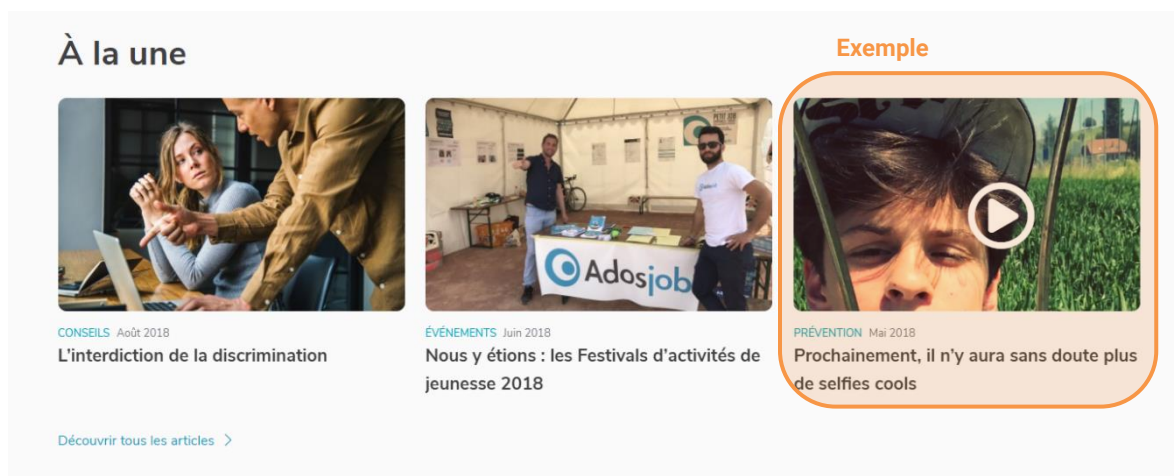 À la une
Exemple
Adosjob
CONSEILS Août 2018
L'interdiction de la discrimination
ÉVÉNEMENTS Juin 2018
Nous y étions : les Festivals d'activités de
jeunesse 2018
PRÉVENTION Mai 2018
Prochainement, il n'y aura sans doute plus
de selfies cools
Découvrir tous les articles